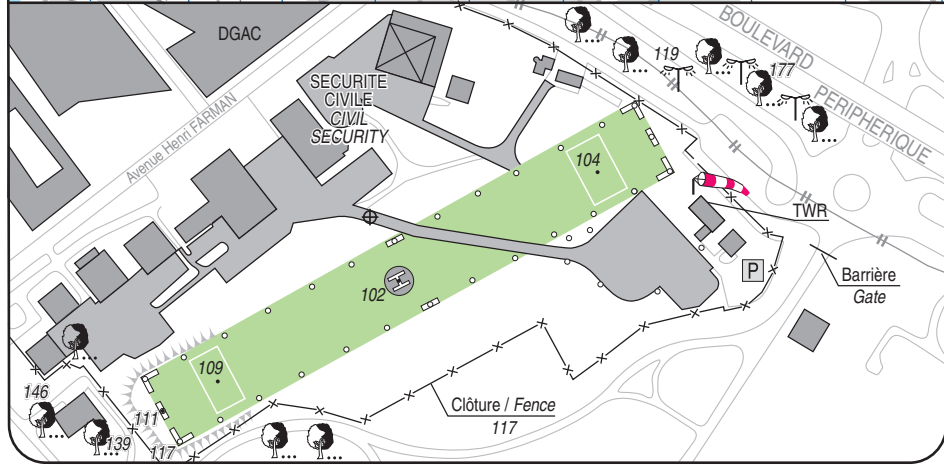 DGAC
BOULEVARD
PERIPHERIQUE
119
177
SECURITE
CIVILE
CIVIL
SECURITY
Avenue Henri FARMAN
104
TWR
102
P
Barrière
Gate
109
146
111
139
117
Clôture / Fence
117